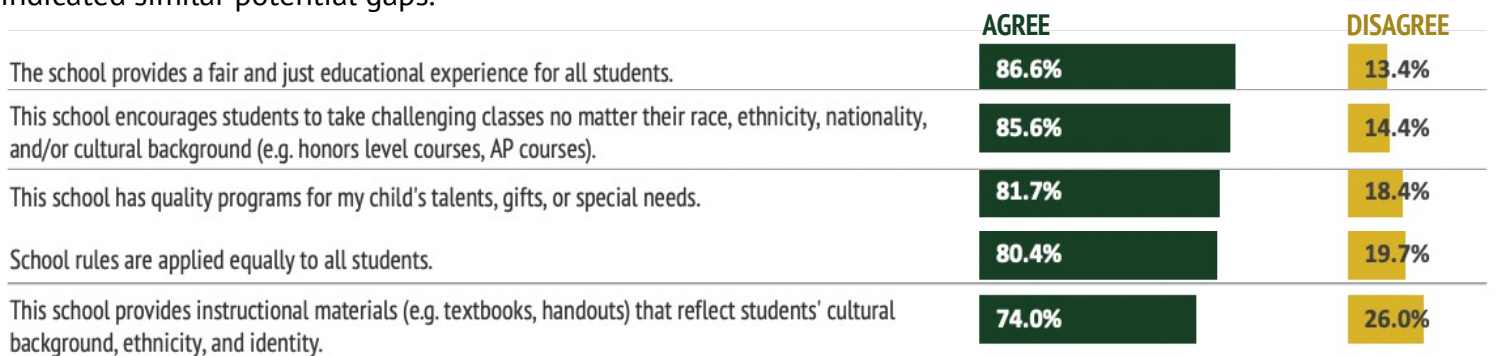 indicated similar potential gaps.
AGREE DISAGREE
The school provides a fair and just educational experience for all students. 86.6% 13.4%
This school encourages students to take challenging classes no matter their race, ethnicity, nationality,
and/or cultural background (e.g. honors level courses, AP courses). 85.6% 14.4%
This school has quality programs for my child's talents, gifts, or special needs. 81.7% 18.4%
School rules are applied equally to all students. 80.4% 19.7%
This school provides instructional materials (e.g. textbooks, handouts) that reflect students' cultural
background, ethnicity, and identity. 74.0% 26.0%